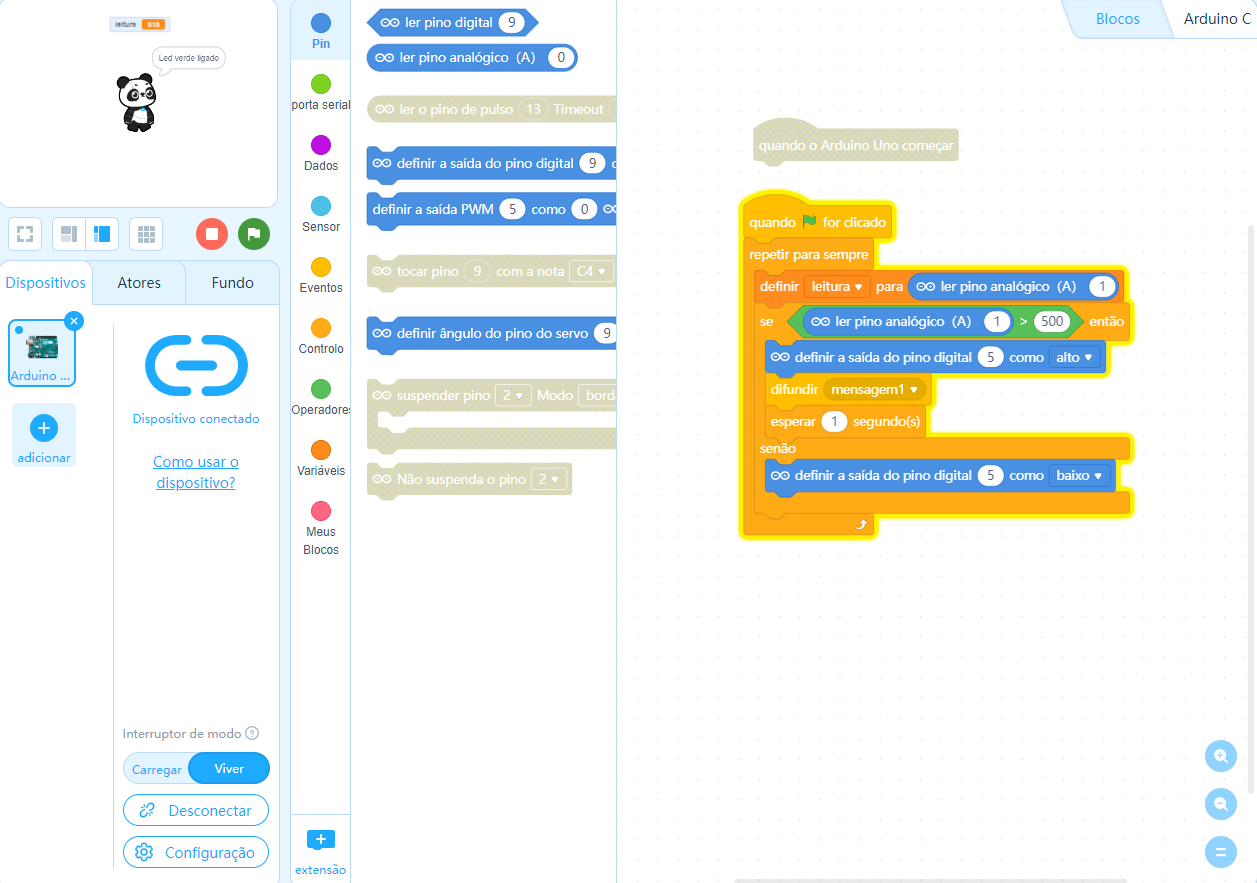 leitura 510
Led verde ligado
Dispositivos
Atores
Fundo
Arduino ...
adicionar
Dispositivo conectado
Como usar o
dispositivo?
Interruptor de modo ?
Carregar
Viver
Desconectar
Configuração
Pin
porta serial
Dados
Sensor
Eventos
Controlo
Operadores
Variáveis
Meus
Blocos
extensão
ler pino digital 9
ler pino analógico (A) 0
ler o pino de pulso 13 Timeout
definir a saída do pino digital 9
definir a saída PWM 5 como 0
tocar pino 9 com a nota C4
definir ângulo do pino do servo 9
suspender pino 2 Modo bord
Não suspenda o pino 2
Blocos
Arduino C
quando o Arduino Uno começar
quando for clicado
repetir para sempre
definir leitura para ler pino analógico (A) 1
se ler pino analógico (A) 1 > 500 então
definir a saída do pino digital 5 como alto
difundir mensagem1
esperar 1 segundo(s)
senão
definir a saída do pino digital 5 como baixo